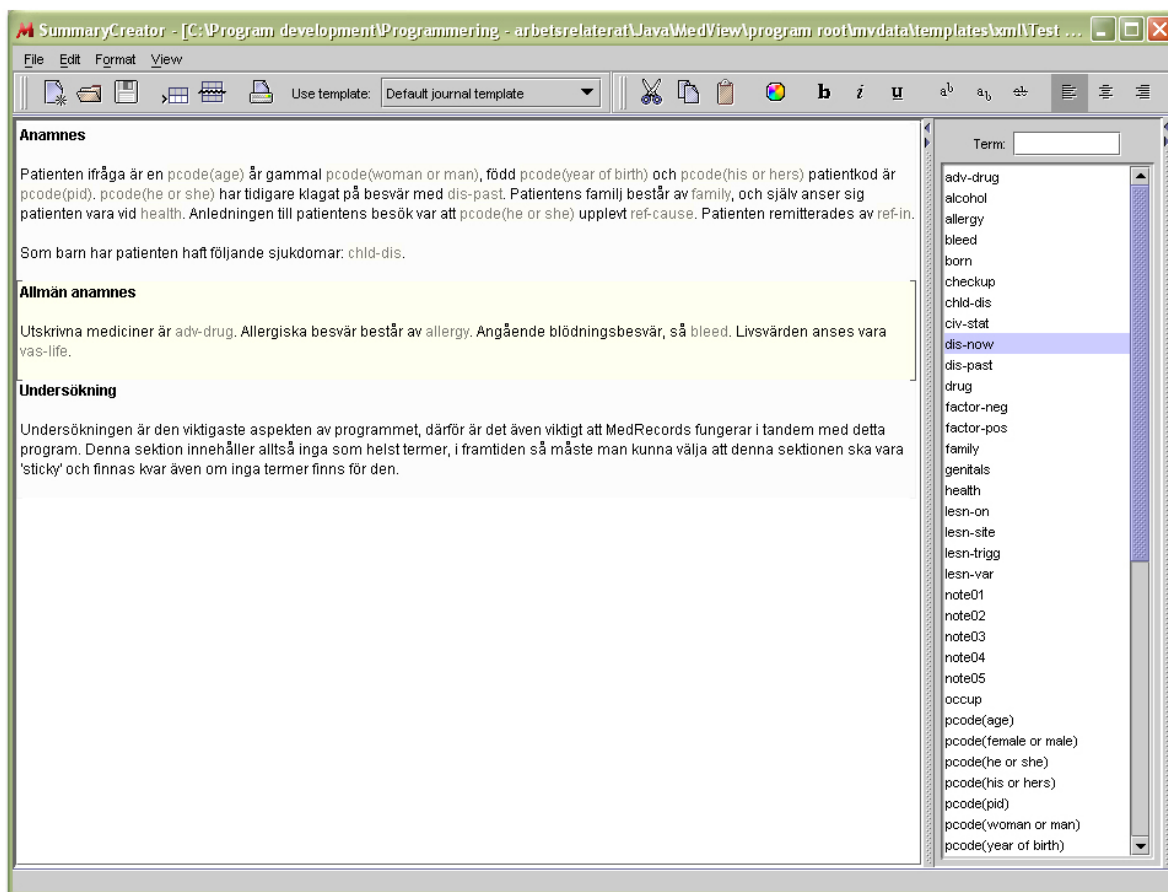 SummaryCreator - [C:\Program development\Programmering - arbetsrelaterat\Java\MedView\program root\mvdata\templates\xml\Test ...
File Edit Format View
Use template: Default journal template b i u ab ab ab
Anamnes
Patienten ifråga är en pcode(age) år gammal pcode(woman or man), född pcode(year of birth) och pcode(his or hers) patientkod är
pcode(pid). pcode(he or she) har tidigare klagat på besvär med dis-past. Patientens familj består av family, och själv anser sig
patienten vara vid health. Anledningen till patientens besök var att pcode(he or she) upplevt ref-cause. Patienten remitterades av ref-in.
Som barn har patienten haft följande sjukdomar: chld-dis.
Allmän anamnes
Utskrivna mediciner är adv-drug. Allergiska besvär består av allergy. Angående blödningsbesvär, så bleed. Livsvärden anses vara
vas-life.
Undersökning
Undersökningen är den viktigaste aspekten av programmet, därför är det även viktigt att MedRecords fungerar i tandem med detta
program. Denna sektion innehåller alltså inga som helst termer, i framtiden så måste man kunna välja att denna sektionen ska vara
'sticky' och finnas kvar även om inga termer finns för den.
Term:
adv-drug
alcohol
allergy
bleed
born
checkup
chld-dis
civ-stat
dis-now
dis-past
drug
factor-neg
factor-pos
family
genitals
health
lesn-on
lesn-site
lesn-trigg
lesn-var
note01
note02
note03
note04
note05
occup
pcode(age)
pcode(female or male)
pcode(he or she)
pcode(his or hers)
pcode(pid)
pcode(woman or man)
pcode(year of birth)